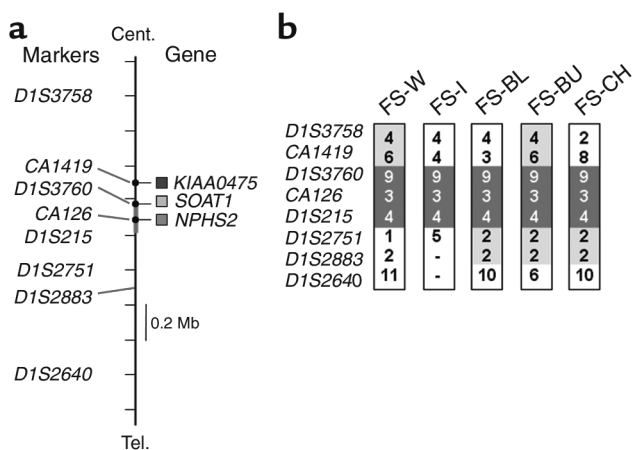 a
Cent.
Markers Gene
D1S3758
CA1419
D1S3760
CA126
D1S215
D1S2751
D1S2883
D1S2640
KIAA0475
SOAT1
NPHS2
0.2 Mb
Tel.
b
FS-W FS-I FS-BL FS-BU FS-CH
D1S3758 4 4 4 4 2
CA1419 6 4 3 6 8
D1S3760 9 9 9 9 9
CA126 3 3 3 3 3
D1S215 4 4 4 4 4
D1S2751 1 5 2 2 2
D1S2883 2 - 2 2 2
D1S2640 11 - 10 6 10